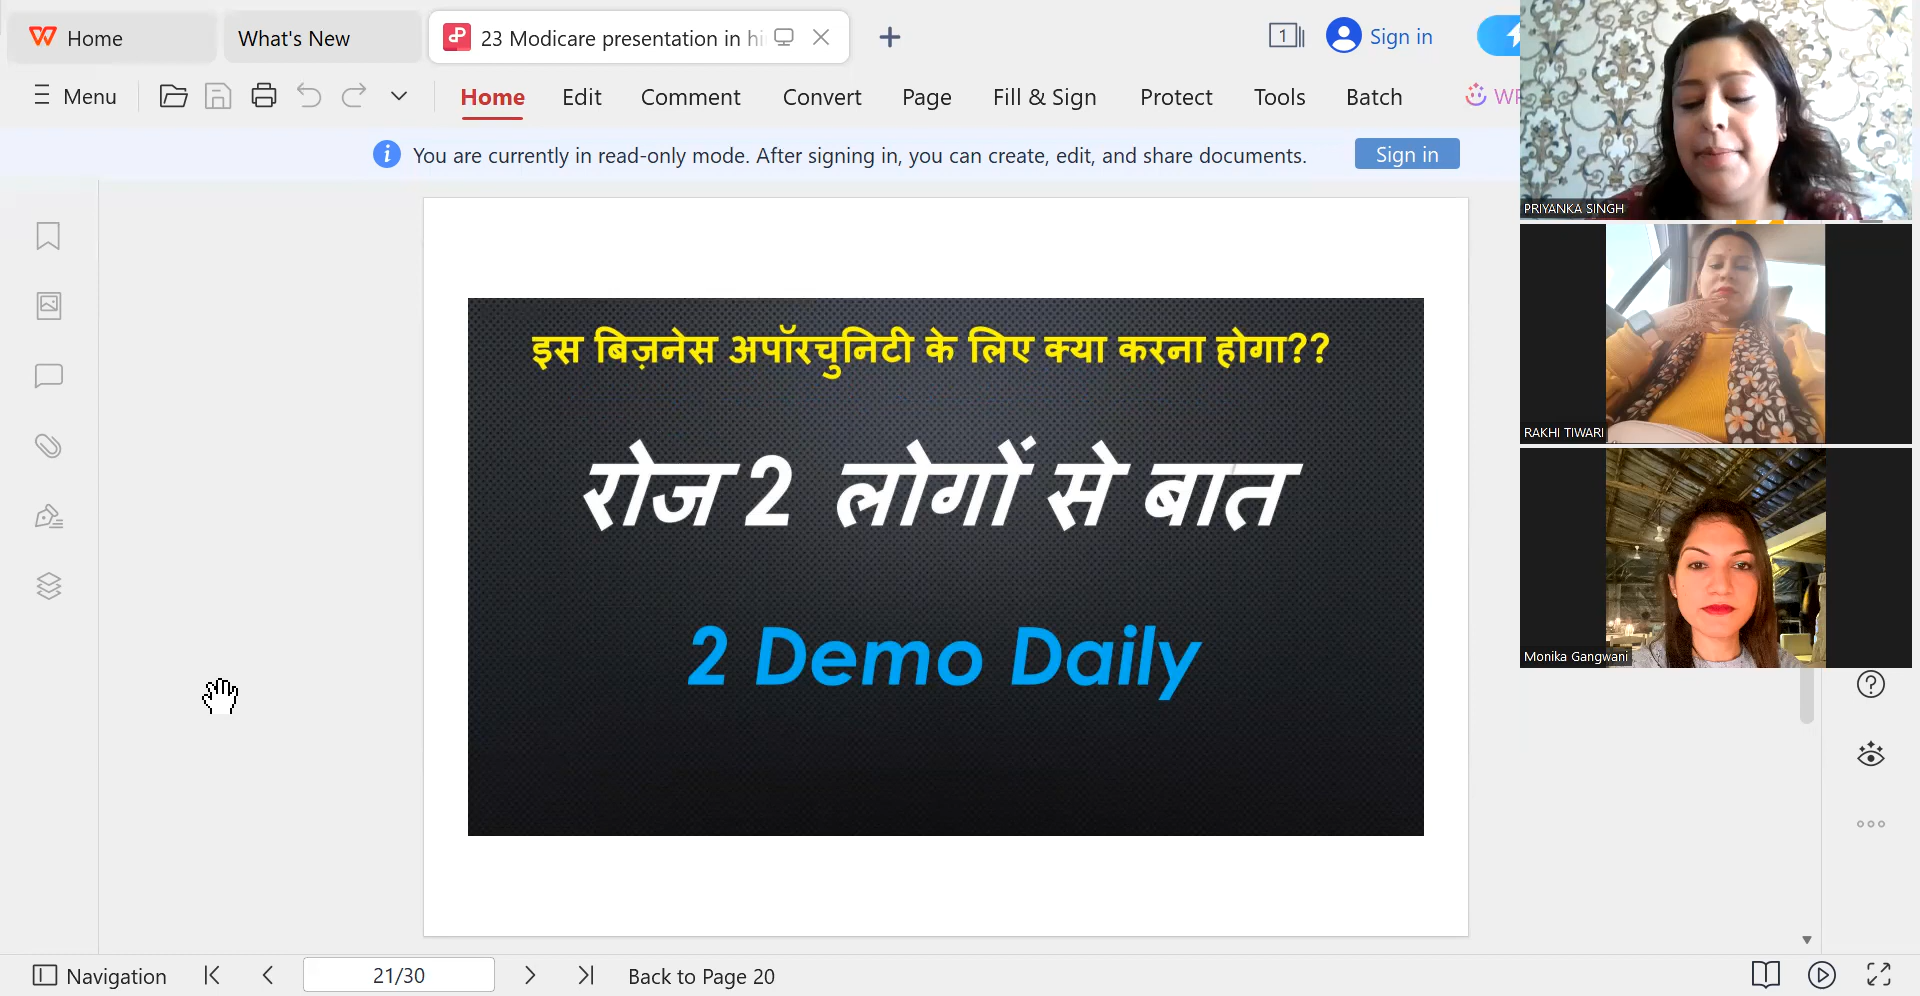 Home
What's New
23 Modicare presentation in hi
1
Sign in
Menu
Home
Edit
Comment
Convert
Page
Fill & Sign
Protect
Tools
Batch
You are currently in read-only mode. After signing in, you can create, edit, and share documents.
Sign in
PRIYANKA SINGH
RAKHI TIWARI
Monika Gangwani
इस बिज़नेस अपॉरचुनिटी के लिए क्या करना होगा??
रोज 2 लोगों से बात
2 Demo Daily
Navigation
21/30
Back to Page 20